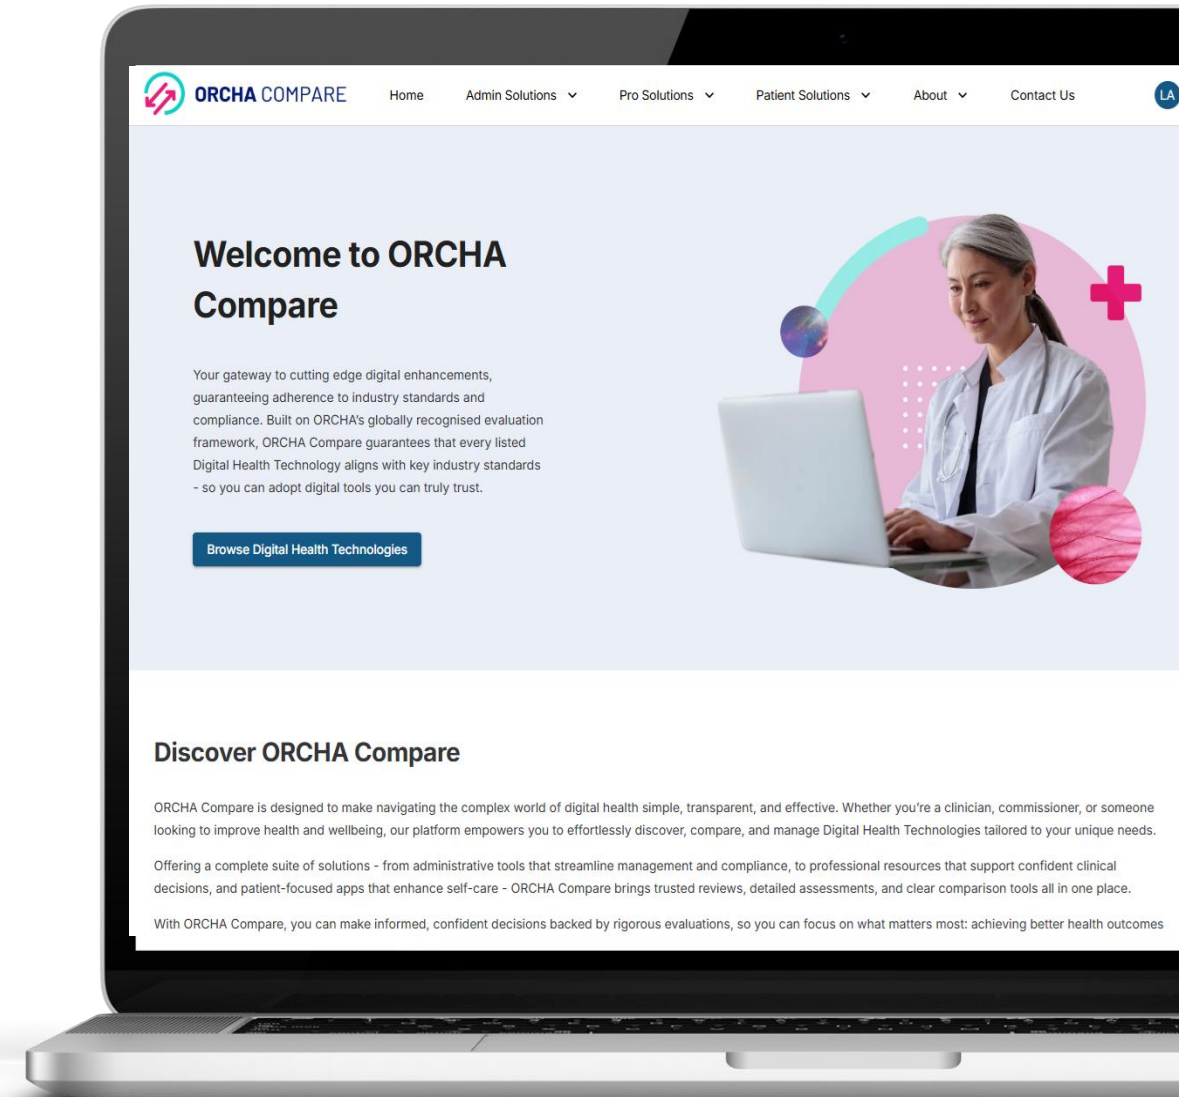 ORCHA COMPARE
Home
Admin Solutions
Pro Solutions
Patient Solutions
About
Contact Us
LA
Welcome to ORCHA
Compare
Your gateway to cutting edge digital enhancements,
guaranteeing adherence to industry standards and
compliance. Built on ORCHA's globally recognised evaluation
framework, ORCHA Compare guarantees that every listed
Digital Health Technology aligns with key industry standards
- so you can adopt digital tools you can truly trust.
Browse Digital Health Technologies
Discover ORCHA Compare
ORCHA Compare is designed to make navigating the complex world of digital health simple, transparent, and effective. Whether you're a clinician, commissioner, or someone
looking to improve health and wellbeing, our platform empowers you to effortlessly discover, compare, and manage Digital Health Technologies tailored to your unique needs.
Offering a complete suite of solutions - from administrative tools that streamline management and compliance, to professional resources that support confident clinical
decisions, and patient-focused apps that enhance self-care - ORCHA Compare brings trusted reviews, detailed assessments, and clear comparison tools all in one place.
With ORCHA Compare, you can make informed, confident decisions backed by rigorous evaluations, so you can focus on what matters most: achieving better health outcomes